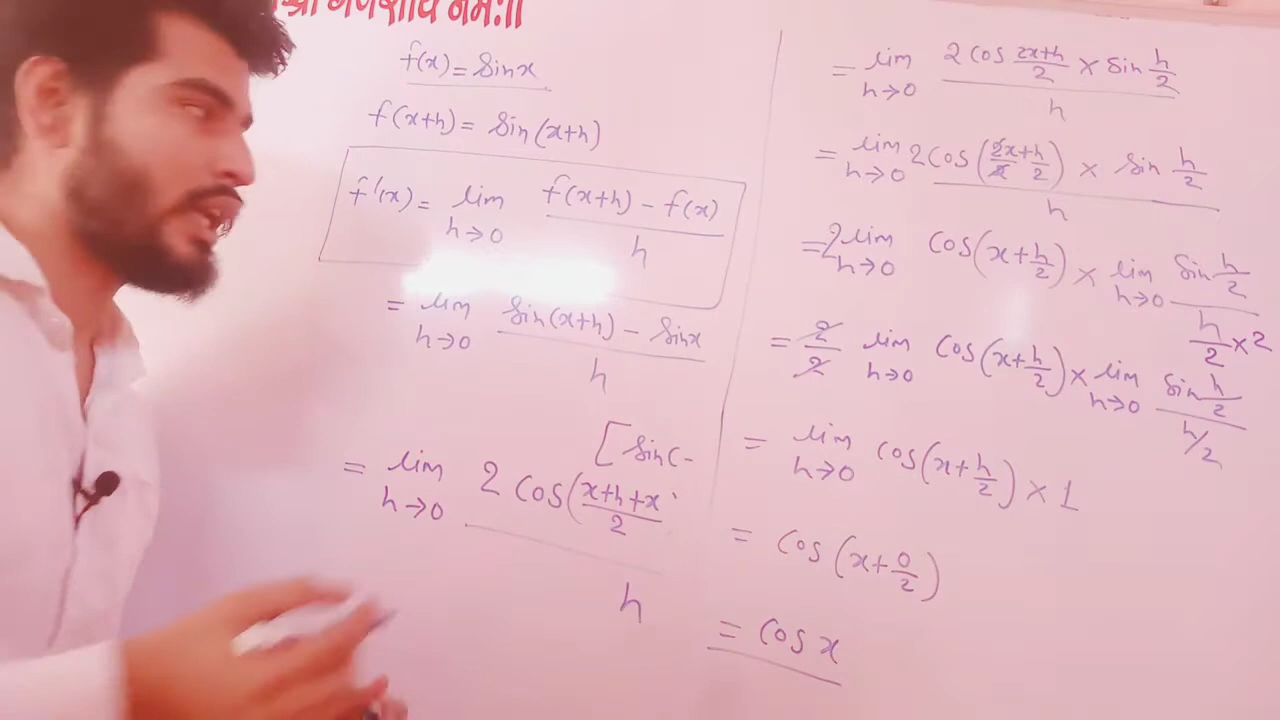 श्री गणेशाय नमः॥
f(x) = sinx
f(x+h) = sin(x+h)
f'(x) = lim h→0 f(x+h) - f(x) / h
= lim h→0 sin(x+h) - sinx / h
[sin(-
= lim h→0 2 cos(x+h+x / 2 / h
= lim h→0 2 cos 2x+h / 2 × sin h/2 / h
= lim h→0 2 cos(2x+h / 2 2) × sin h/2 / h
= 2 lim h→0 cos(x+h/2) × lim h→0 sin h/2 / h/2 ×2
= 2/2 lim h→0 cos(x+h/2) × lim h→0 sin h/2 / h/2
= lim h→0 cos(x+h/2) × 1
= cos(x+0/2)
= cos x